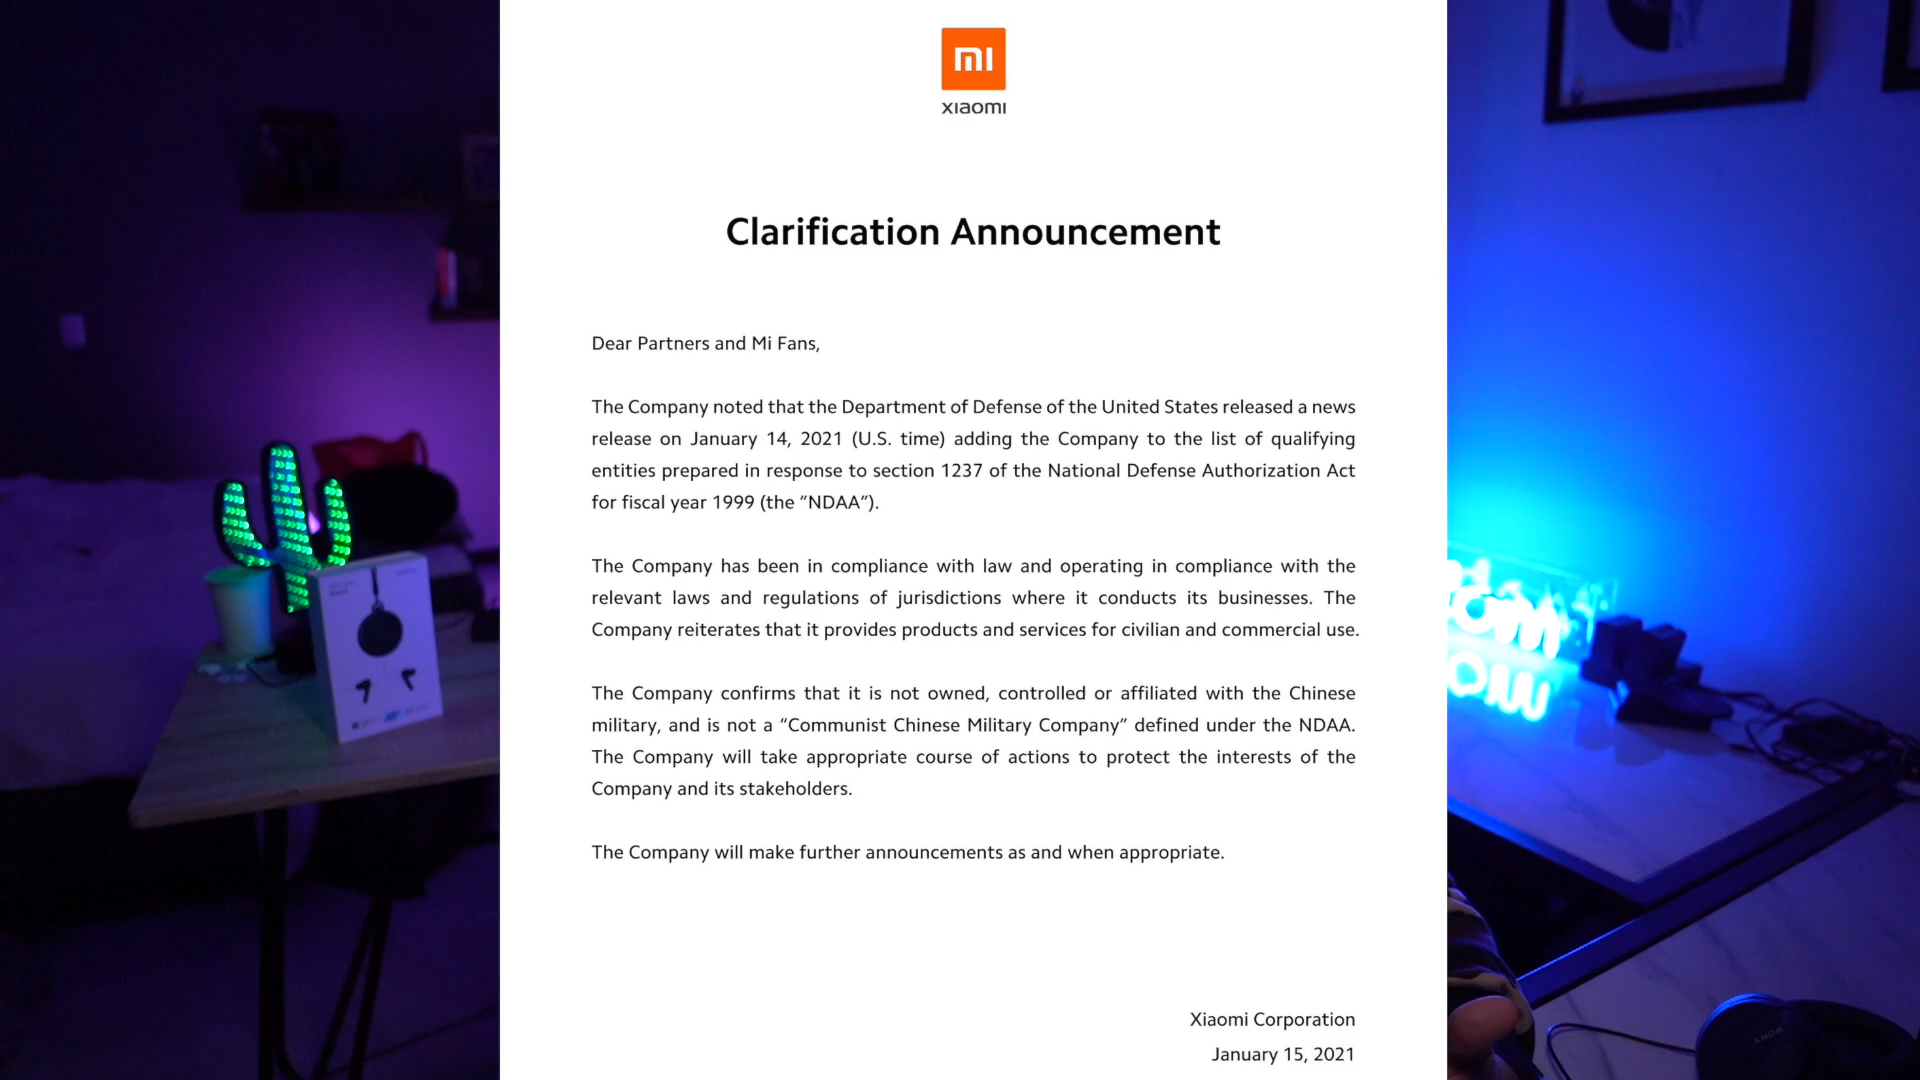 mi
xiaomi
Clarification Announcement
Dear Partners and Mi Fans,
The Company noted that the Department of Defense of the United States released a news
release on January 14, 2021 (U.S. time) adding the Company to the list of qualifying
entities prepared in response to section 1237 of the National Defense Authorization Act
for fiscal year 1999 (the “NDAA”).
The Company has been in compliance with law and operating in compliance with the
relevant laws and regulations of jurisdictions where it conducts its businesses. The
Company reiterates that it provides products and services for civilian and commercial use.
The Company confirms that it is not owned, controlled or affiliated with the Chinese
military, and is not a “Communist Chinese Military Company” defined under the NDAA.
The Company will take appropriate course of actions to protect the interests of the
Company and its stakeholders.
The Company will make further announcements as and when appropriate.
Xiaomi Corporation
January 15, 2021
SONY